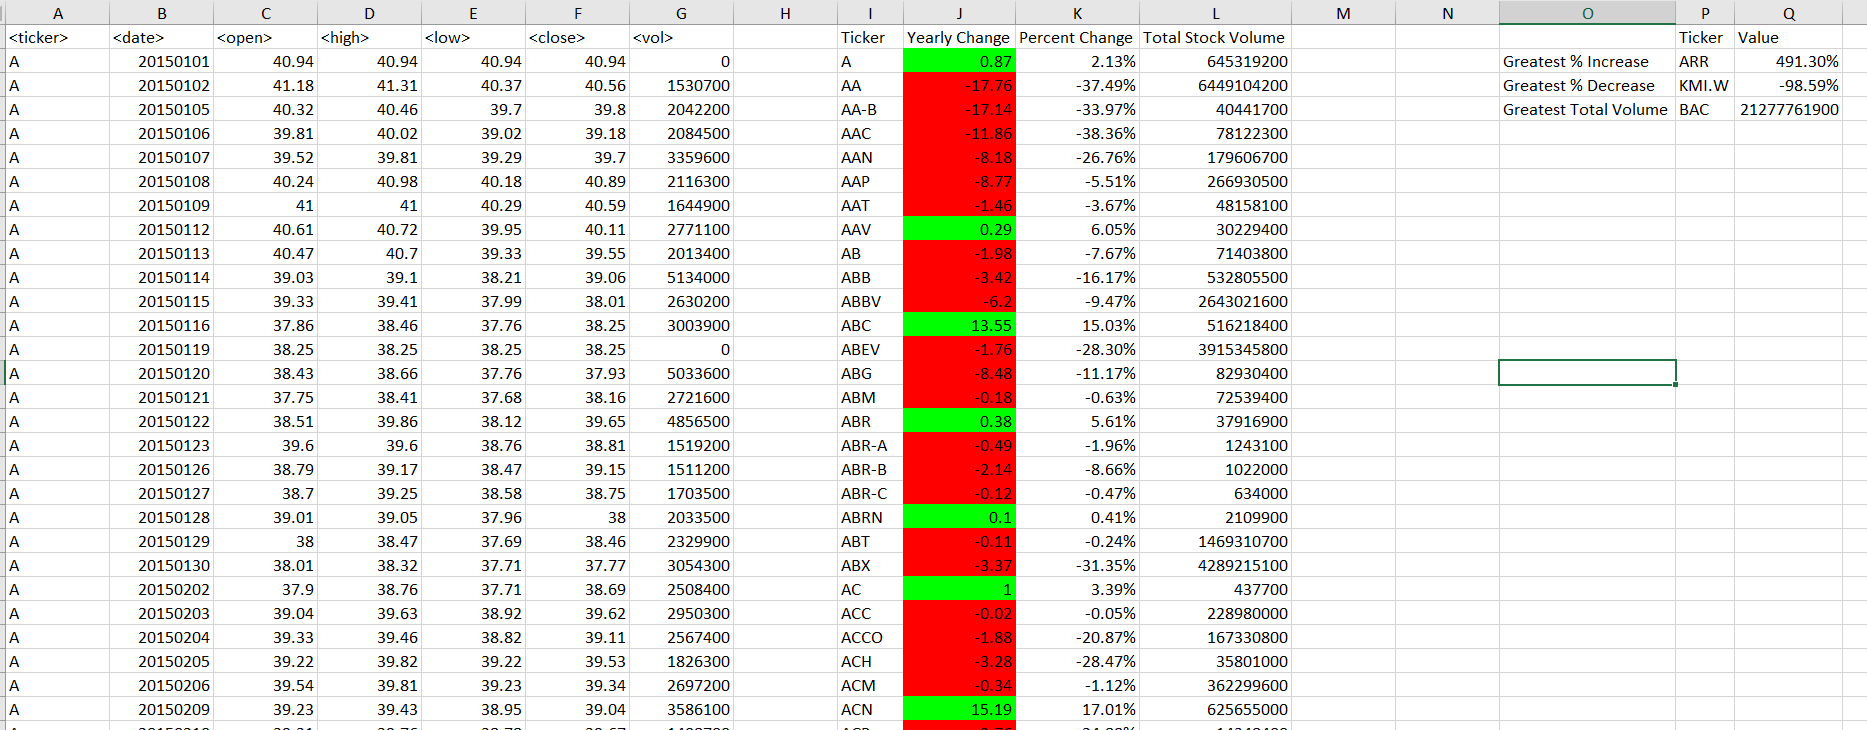 A B C D E F G H I J K L M N O P Q
<ticker> <date> <open> <high> <low> <close> <vol> Ticker Yearly Change Percent Change Total Stock Volume Ticker Value
A 20150101 40.94 40.94 40.94 40.94 0 A 0.87 2.13% 645319200 Greatest % Increase ARR 491.30%
A 20150102 41.18 41.31 40.37 40.56 1530700 AA -17.76 -37.49% 6449104200 Greatest % Decrease KMI.W -98.59%
A 20150105 40.32 40.46 39.7 39.8 2042200 AA-B -17.14 -33.97% 40441700 Greatest Total Volume BAC 21277761900
A 20150106 39.81 40.02 39.02 39.18 2084500 AAC -11.86 -38.36% 78122300
A 20150107 39.52 39.81 39.29 39.7 3359600 AAN -8.18 -26.76% 179606700
A 20150108 40.24 40.98 40.18 40.89 2116300 AAP -8.77 -5.51% 266930500
A 20150109 41 41 40.29 40.59 1644900 AAT -1.46 -3.67% 48158100
A 20150112 40.61 40.72 39.95 40.11 2771100 AAV 0.29 6.05% 30229400
A 20150113 40.47 40.7 39.33 39.55 2013400 AB -1.98 -7.67% 71403800
A 20150114 39.03 39.1 38.21 39.06 5134000 ABB -3.42 -16.17% 532805500
A 20150115 39.33 39.41 37.99 38.01 2630200 ABBV -6.2 -9.47% 2643021600
A 20150116 37.86 38.46 37.76 38.25 3003900 ABC 13.55 15.03% 516218400
A 20150119 38.25 38.25 38.25 38.25 0 ABEV -1.76 -28.30% 3915345800
A 20150120 38.43 38.66 37.76 37.93 5033600 ABG -8.48 -11.17% 82930400
A 20150121 37.75 38.41 37.68 38.16 2721600 ABM -0.18 -0.63% 72539400
A 20150122 38.51 39.86 38.12 39.65 4856500 ABR 0.38 5.61% 37916900
A 20150123 39.6 39.6 38.76 38.81 1519200 ABR-A -0.49 -1.96% 1243100
A 20150126 38.79 39.17 38.47 39.15 1511200 ABR-B -2.14 -8.66% 1022000
A 20150127 38.7 39.25 38.58 38.75 1703500 ABR-C -0.12 -0.47% 634000
A 20150128 39.01 39.05 37.96 38 2033500 ABRN 0.1 0.41% 2109900
A 20150129 38 38.47 37.69 38.46 2329900 ABT -0.11 -0.24% 1469310700
A 20150130 38.01 38.32 37.71 37.77 3054300 ABX -3.37 -31.35% 4289215100
A 20150202 37.9 38.76 37.71 38.69 2508400 AC 1 3.39% 437700
A 20150203 39.04 39.63 38.92 39.62 2950300 ACC -0.02 -0.05% 228980000
A 20150204 39.33 39.46 38.82 39.11 2567400 ACCO -1.88 -20.87% 167330800
A 20150205 39.22 39.82 39.22 39.53 1826300 ACH -3.28 -28.47% 35801000
A 20150206 39.54 39.81 39.23 39.34 2697200 ACM -0.34 -1.12% 362299600
A 20150209 39.23 39.43 38.95 39.04 3586100 ACN 15.19 17.01% 625655000